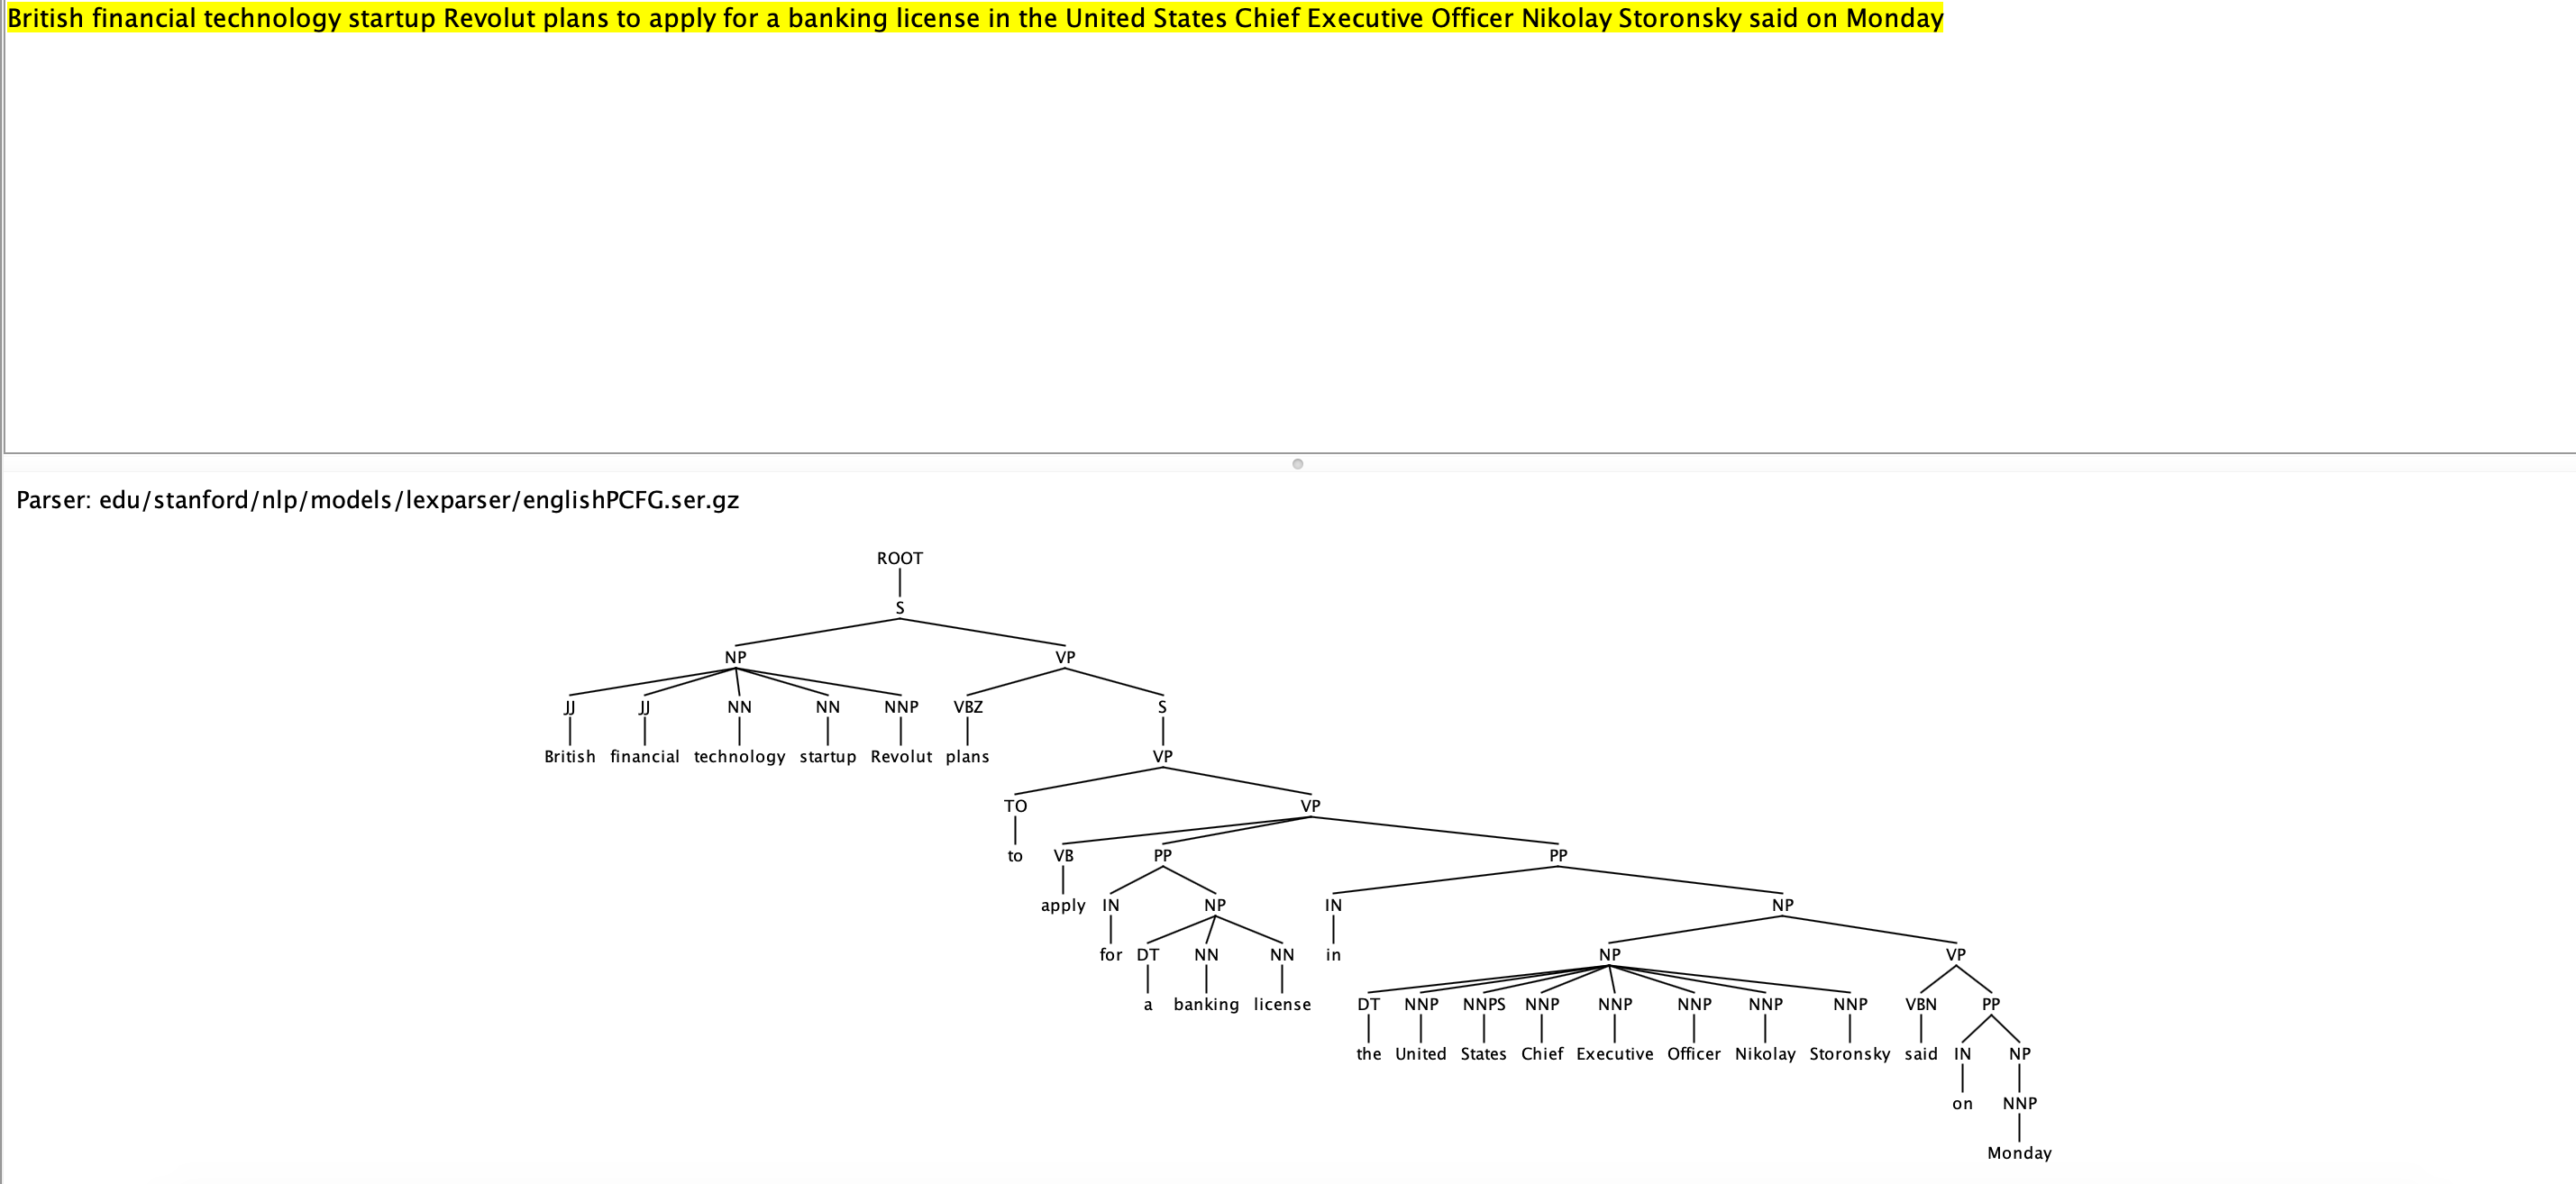 British financial technology startup Revolut plans to apply for a banking license in the United States Chief Executive Officer Nikolay Storonsky said on Monday
Parser: edu/stanford/nlp/models/lexparser/englishPCFG.ser.gz
ROOT
S
NP VP
JJ JJ NN NN NNP VBZ S
British financial technology startup Revolut plans VP
TO VP
to VB PP PP
apply IN NP IN NP
for DT NN NN in NP VP
a banking license DT NNP NNPS NNP NNP NNP NNP NNP VBN PP
the United States Chief Executive Officer Nikolay Storonsky said IN NP
on NNP
Monday